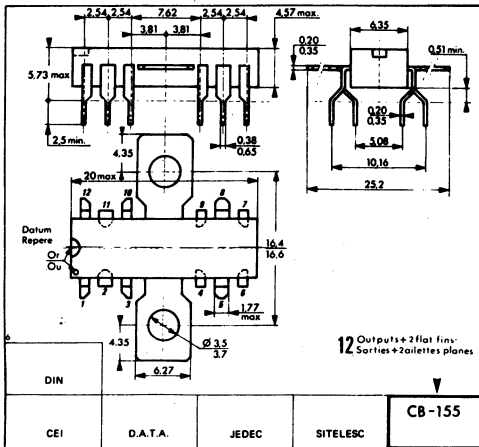 2,54 2,54 7,62 2,54 2,54
3,81 3,81
4,57 max.
5.73 max
2,5 min.
0,38
0,65
6,35
0,20
0,35
0,51 min.
0,20
0,35
5,08
10,16
25,2
4.35
20 max
12 11 10 9 8 7
Datum
Repere
Or
Ou
16,4
16,6
1 2 3 4 5 6
1,77
max
4.35
Ø 3,5
3.7
6.27
12 Outputs + 2 flat fins-
Sorties + 2 ailettes planes
6
DIN
CEI
D.A.T.A.
JEDEC
SITELESC
CB-155